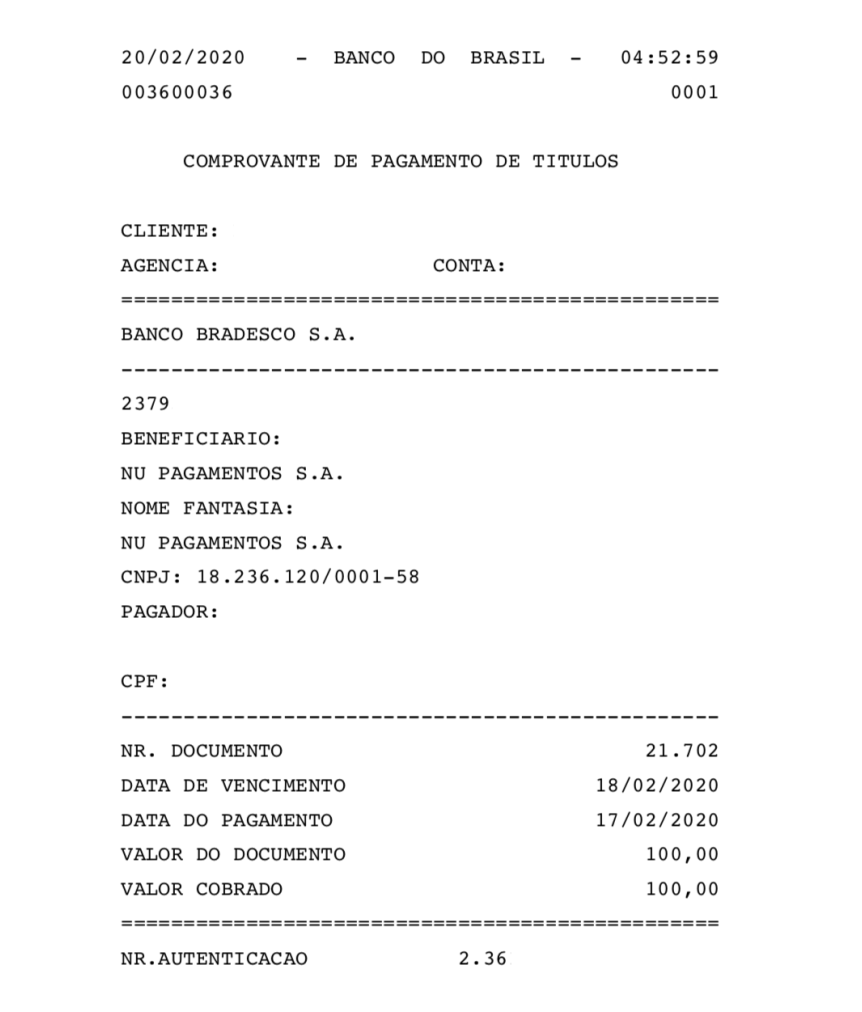 20/02/2020 - BANCO DO BRASIL - 04:52:59
003600036 0001
COMPROVANTE DE PAGAMENTO DE TITULOS
CLIENTE:
AGENCIA: CONTA:
================================================
BANCO BRADESCO S.A.
------------------------------------------------
2379
BENEFICIARIO:
NU PAGAMENTOS S.A.
NOME FANTASIA:
NU PAGAMENTOS S.A.
CNPJ: 18.236.120/0001-58
PAGADOR:
CPF:
------------------------------------------------
NR. DOCUMENTO 21.702
DATA DE VENCIMENTO 18/02/2020
DATA DO PAGAMENTO 17/02/2020
VALOR DO DOCUMENTO 100,00
VALOR COBRADO 100,00
================================================
NR.AUTENTICACAO 2.36